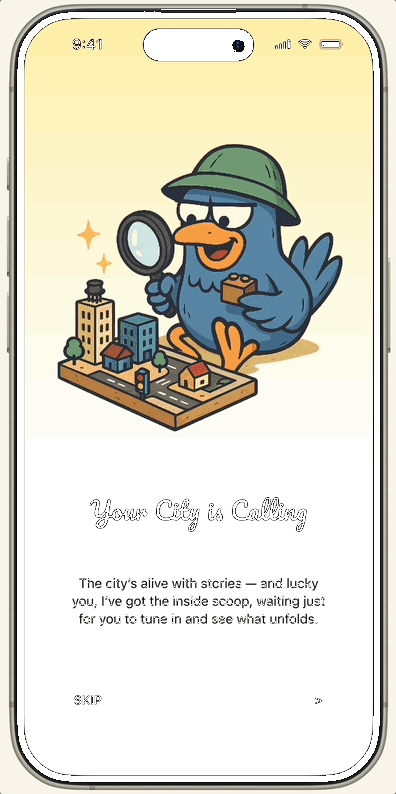 9:41
Your City is Calling
The city's alive with stories — and lucky
you, I've got the inside scoop, waiting just
for you to tune in and see what unfolds.
SKIP >